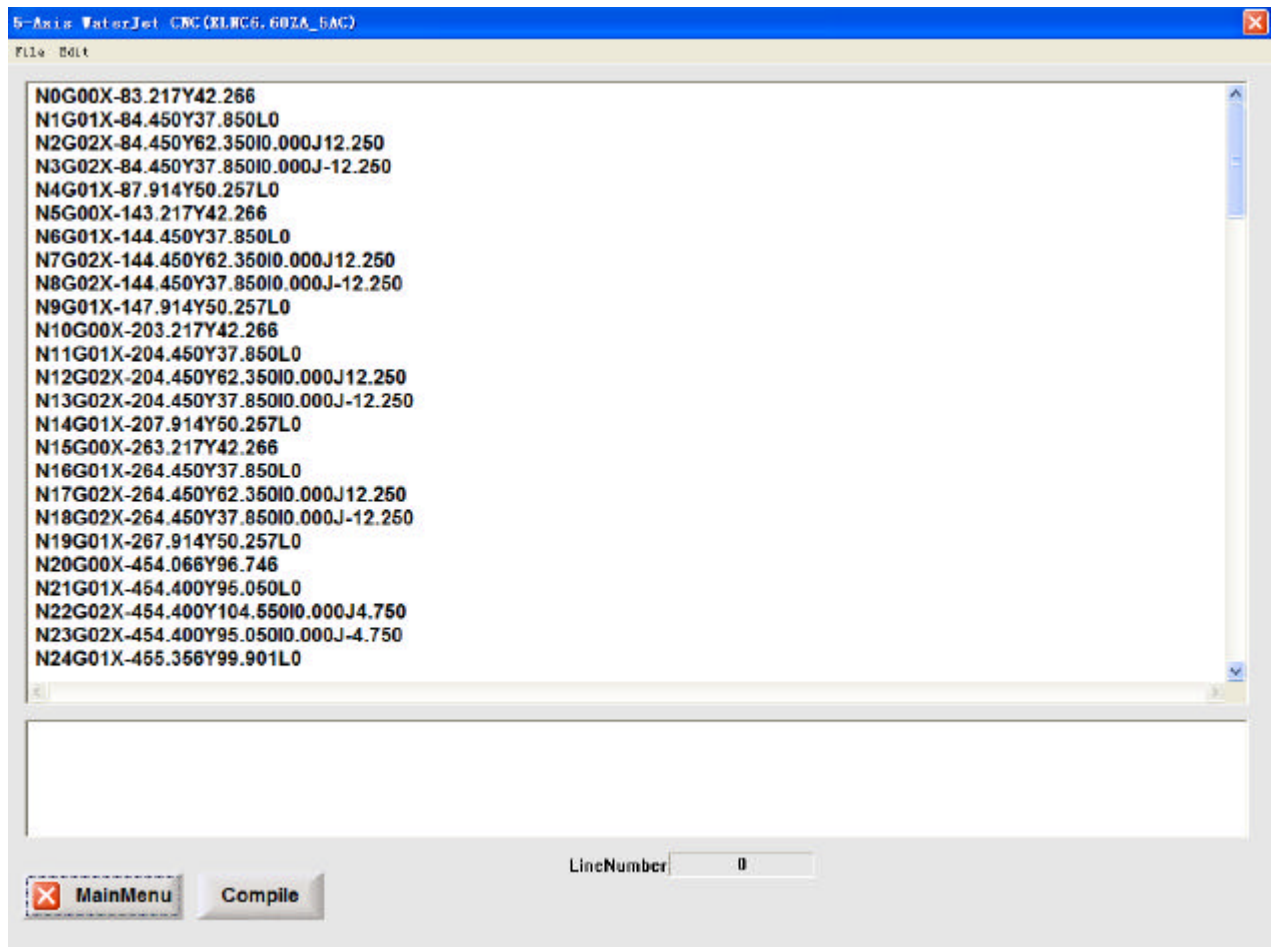 5-Axis WaterJet CNC(ELNC6.60ZA_5AC)
File Edit
N0G00X-83.217Y42.266
N1G01X-84.450Y37.850L0
N2G02X-84.450Y62.350I0.000J12.250
N3G02X-84.450Y37.850I0.000J-12.250
N4G01X-87.914Y50.257L0
N5G00X-143.217Y42.266
N6G01X-144.450Y37.850L0
N7G02X-144.450Y62.350I0.000J12.250
N8G02X-144.450Y37.850I0.000J-12.250
N9G01X-147.914Y50.257L0
N10G00X-203.217Y42.266
N11G01X-204.450Y37.850L0
N12G02X-204.450Y62.350I0.000J12.250
N13G02X-204.450Y37.850I0.000J-12.250
N14G01X-207.914Y50.257L0
N15G00X-263.217Y42.266
N16G01X-264.450Y37.850L0
N17G02X-264.450Y62.350I0.000J12.250
N18G02X-264.450Y37.850I0.000J-12.250
N19G01X-267.914Y50.257L0
N20G00X-454.066Y96.746
N21G01X-454.400Y95.050L0
N22G02X-454.400Y104.550I0.000J4.750
N23G02X-454.400Y95.050I0.000J-4.750
N24G01X-455.356Y99.901L0
LineNumber 0
MainMenu Compile